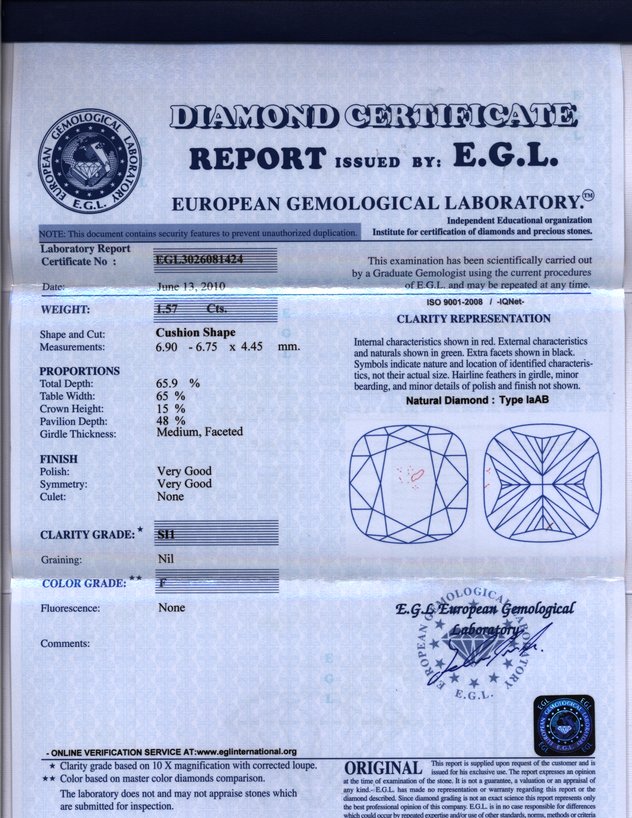 DIAMOND CERTIFICATE
REPORT ISSUED BY: E.G.L.
EUROPEAN GEMOLOGICAL LABORATORY.™
EUROPEAN GEMOLOGICAL LABORATORY
E.G.L.
Independent Educational organization
Institute for certification of diamonds and precious stones.
NOTE: This document contains security features to prevent unauthorized duplication.
Laboratory Report
Certificate No : EGL3026081424
Date: June 13, 2010
WEIGHT: 1.57 Cts.
Shape and Cut: Cushion Shape
Measurements: 6.90 - 6.75 x 4.45 mm.
PROPORTIONS
Total Depth: 65.9 %
Table Width: 65 %
Crown Height: 15 %
Pavilion Depth: 48 %
Girdle Thickness: Medium, Faceted
FINISH
Polish: Very Good
Symmetry: Very Good
Culet: None
CLARITY GRADE: ★ SI1
Graining: Nil
COLOR GRADE: ★★ F
Fluorescence: None
Comments:
This examination has been scientifically carried out
by a Graduate Gemologist using the current procedures
of E.G.L. and may be repeated at any time.
ISO 9001-2008 / -IQNet-
CLARITY REPRESENTATION
Internal characteristics shown in red. External characteristics
and naturals shown in green. Extra facets shown in black.
Symbols indicate nature and location of identified characteris-
tics, not their actual size. Hairline feathers in girdle, minor
bearding, and minor details of polish and finish not shown.
Natural Diamond : Type IaAB
E.G.L European Gemological
Laboratory
EUROPEAN GEMOLOGICAL LABORATORY
E.G.L.
EGL
EGL
EUROPEAN GEMOLOGICAL LABORATORY
E.G.L.
EGL
EGL
- ONLINE VERIFICATION SERVICE AT:www.eglinternational.org
★ Clarity grade based on 10 X magnification with corrected loupe.
★★ Color based on master color diamonds comparison.
The laboratory does not and may not appraise stones which
are submitted for inspection.
ORIGINAL This report is supplied upon request of the customer and is
issued for his exclusive use. The report expresses an opinion
at the time of examination of the stone. It is not a guarantee, a valuation or an appraisal of
any kind.- E.G.L. has made no representation or warranty regarding this report or the
diamond described. Since diamond grading is not an exact science this report represents only
the best professional opinion of this company. E.G.L. is in no case responsible for differences
which could occur by repeated expertise and/or use of other standards, norms, methods or criteria